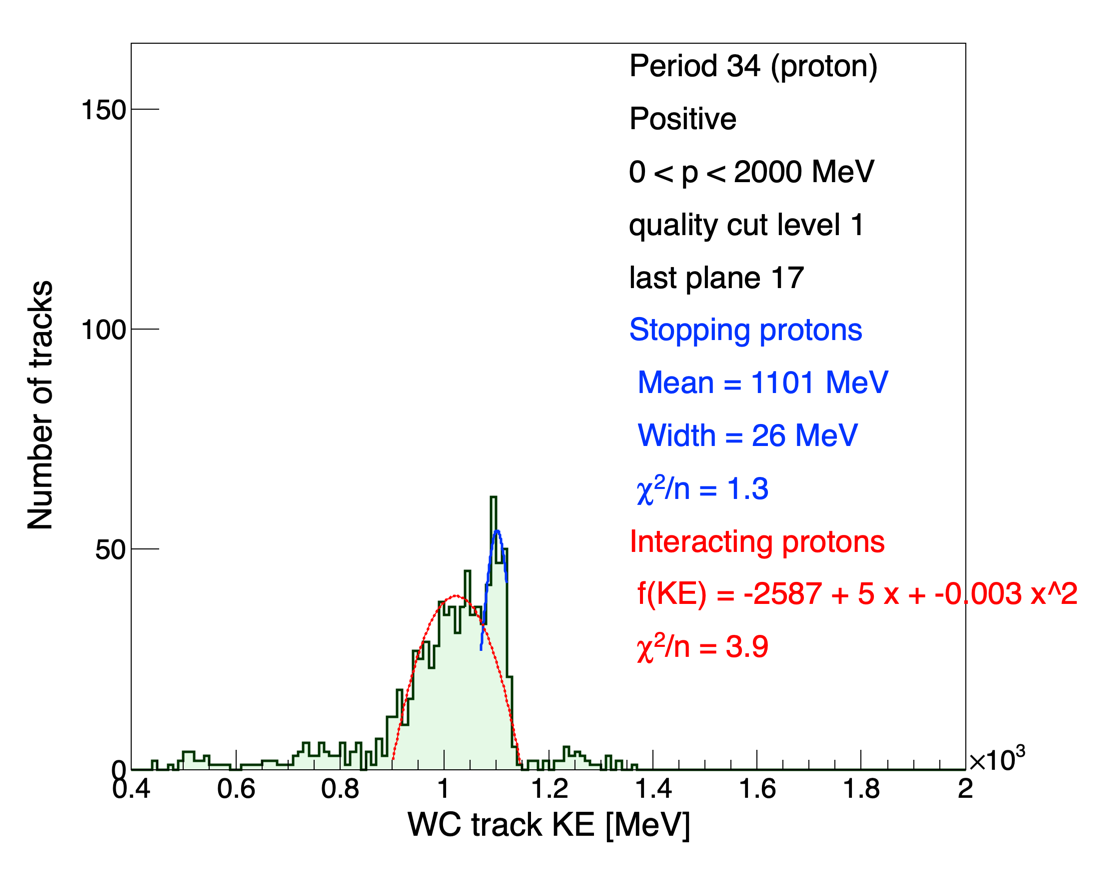 Period 34 (proton)
Positive
0 < p < 2000 MeV
quality cut level 1
last plane 17
Stopping protons
Mean = 1101 MeV
Width = 26 MeV
χ²/n = 1.3
Interacting protons
f(KE) = -2587 + 5 x + -0.003 x^2
χ²/n = 3.9
Number of tracks
150
100
50
0
0.4 0.6 0.8 1 1.2 1.4 1.6 1.8 2
×10³
WC track KE [MeV]